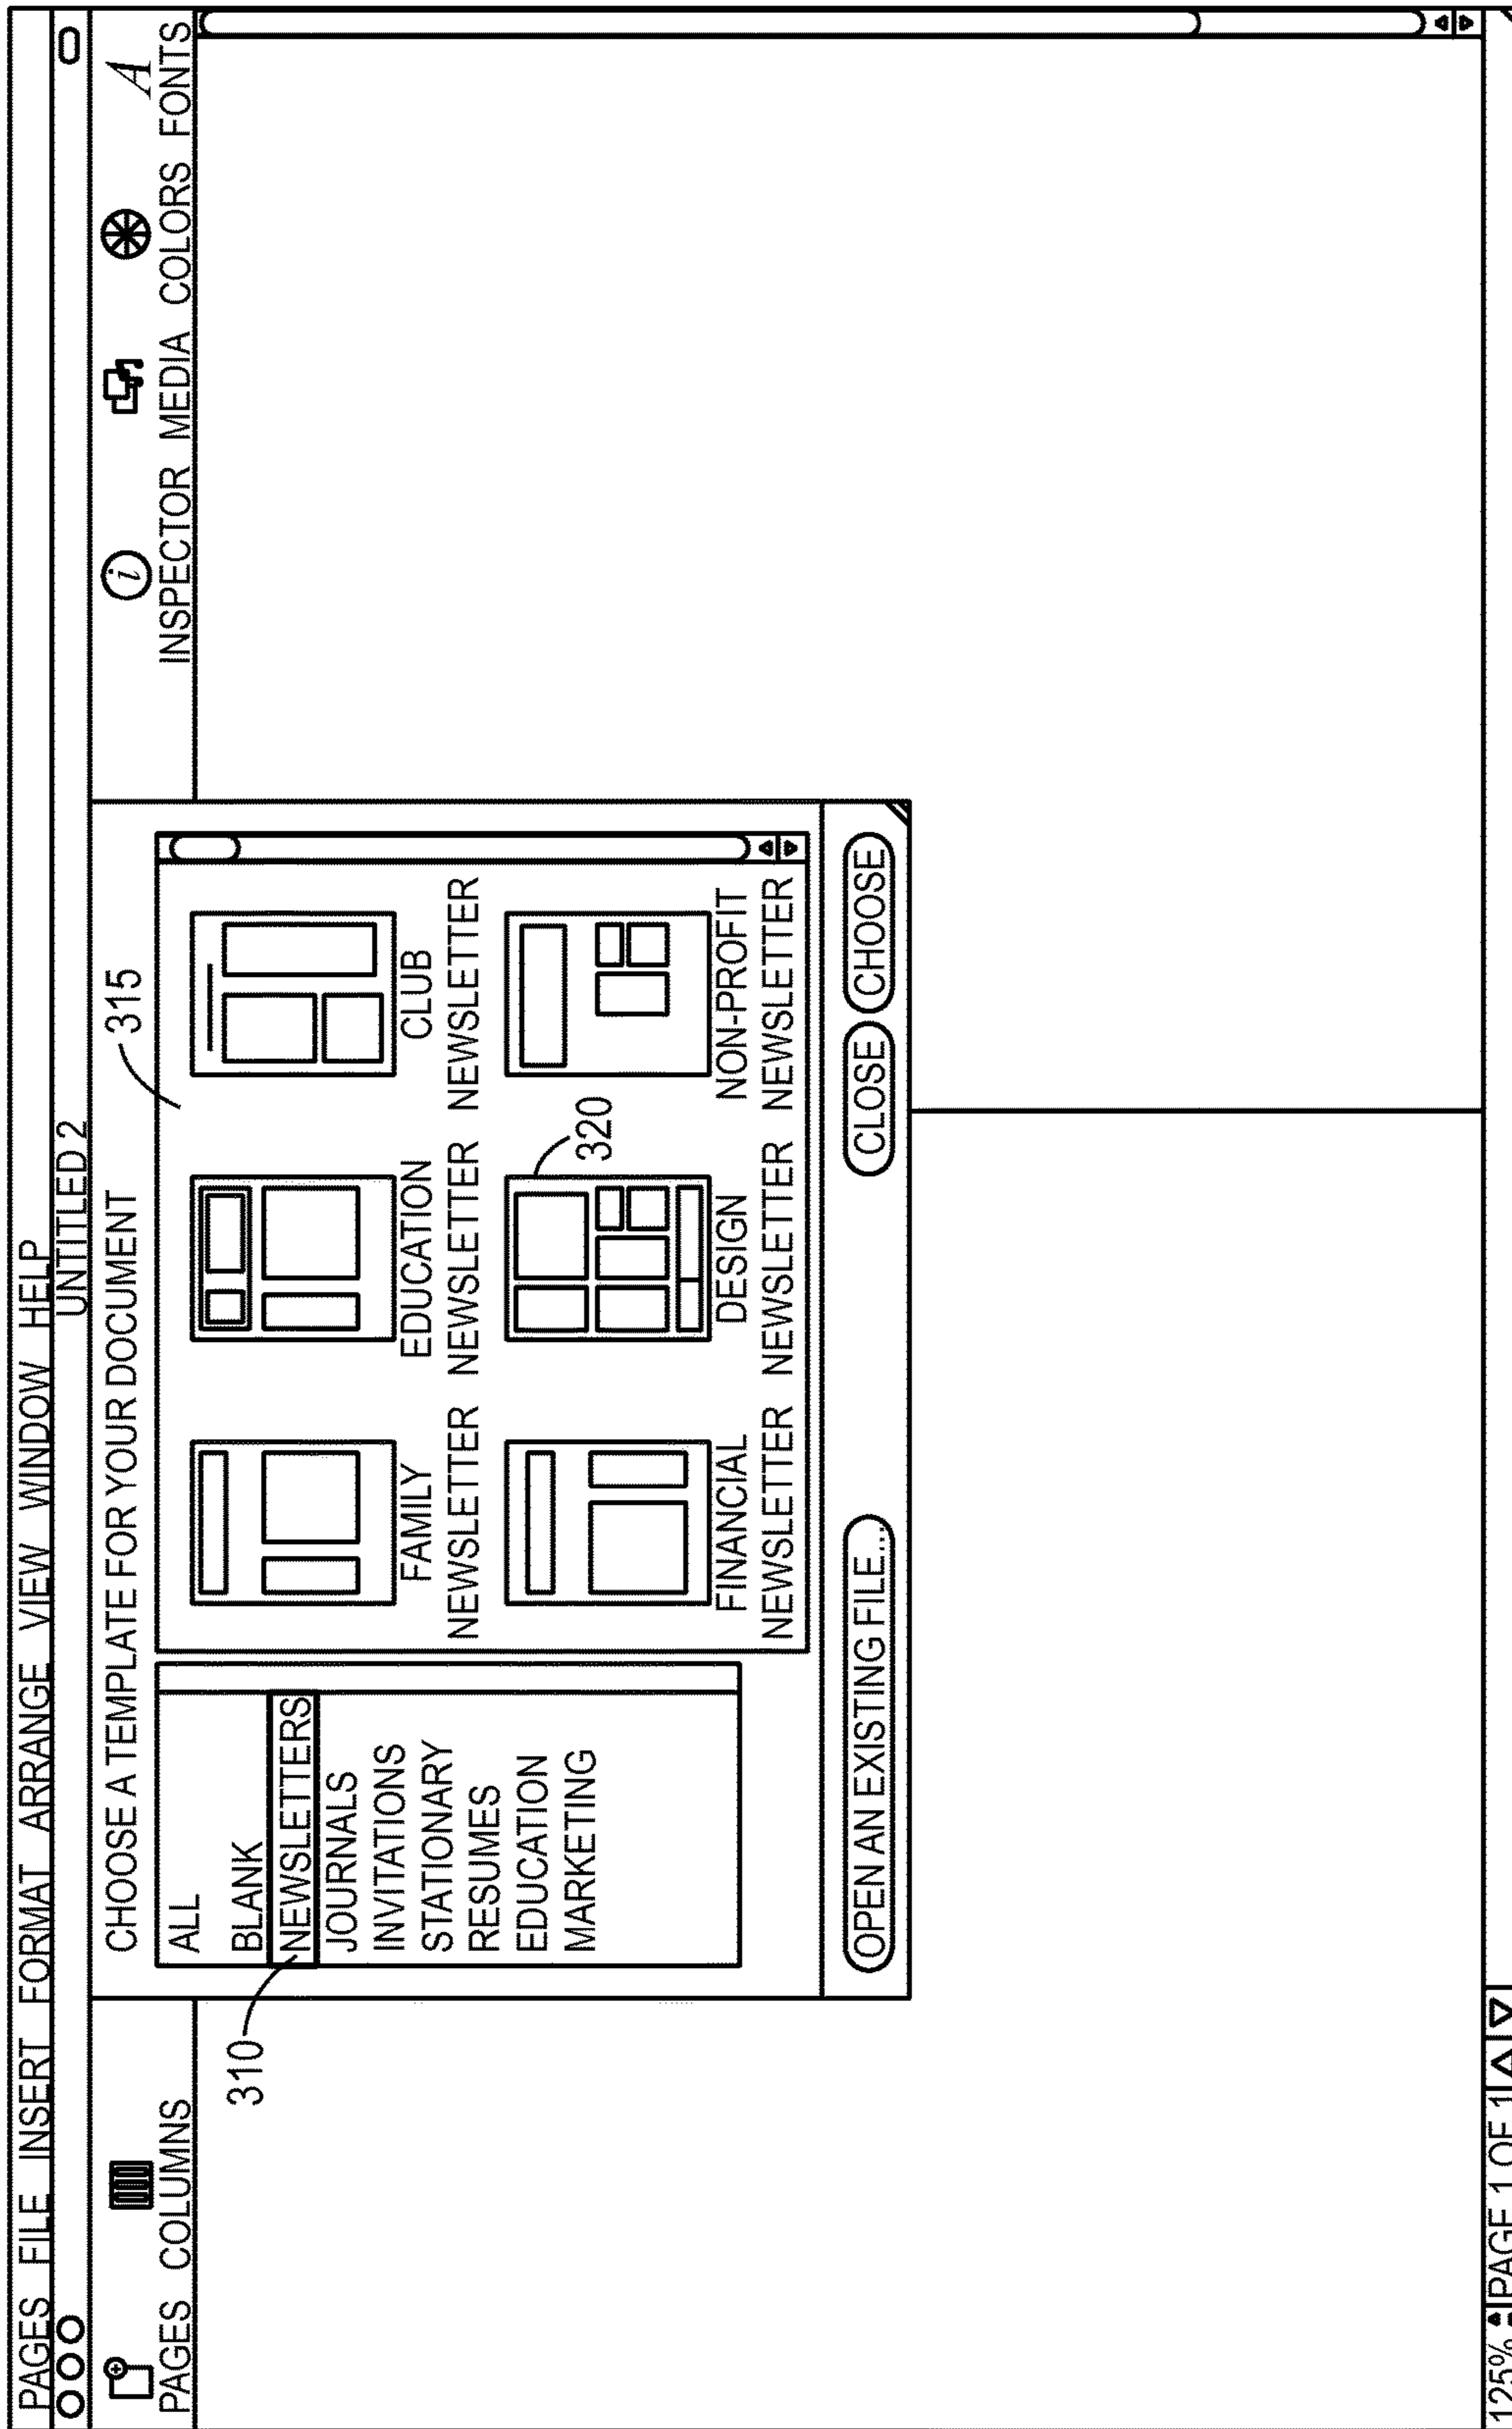 PAGES FILE INSERT FORMAT ARRANGE VIEW WINDOW HELP
UNTITLED 2
PAGES COLUMNS
i
A
INSPECTOR MEDIA COLORS FONTS
CHOOSE A TEMPLATE FOR YOUR DOCUMENT
315
310
ALL
BLANK
NEWSLETTERS
JOURNALS
INVITATIONS
STATIONARY
RESUMES
EDUCATION
MARKETING
FAMILY
NEWSLETTER
EDUCATION
NEWSLETTER
CLUB
NEWSLETTER
320
FINANCIAL
NEWSLETTER
DESIGN
NEWSLETTER
NON-PROFIT
NEWSLETTER
OPEN AN EXISTING FILE...
CLOSE
CHOOSE
125% PAGE 1 OF 1